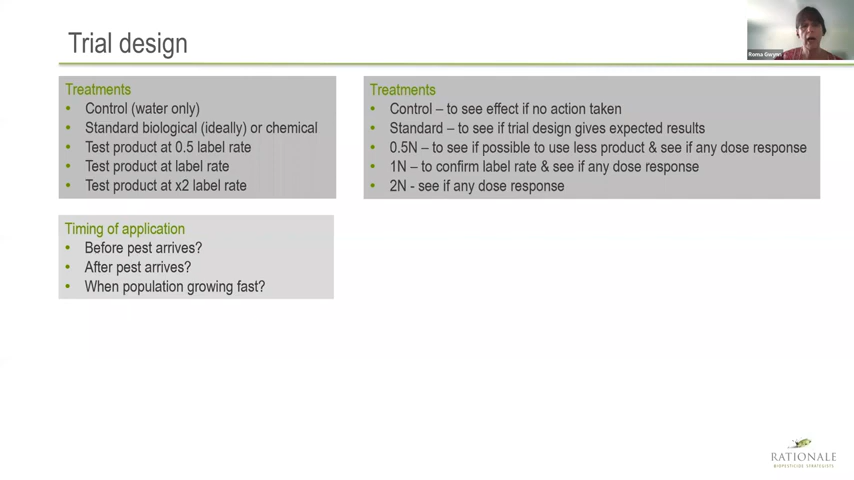 Trial design
Roma Gwynn
Treatments
• Control (water only)
• Standard biological (ideally) or chemical
• Test product at 0.5 label rate
• Test product at label rate
• Test product at x2 label rate
Treatments
• Control – to see effect if no action taken
• Standard – to see if trial design gives expected results
• 0.5N – to see if possible to use less product & see if any dose response
• 1N – to confirm label rate & see if any dose response
• 2N - see if any dose response
Timing of application
• Before pest arrives?
• After pest arrives?
• When population growing fast?
RATIONALE
BIOPESTICIDE STRATEGISTS